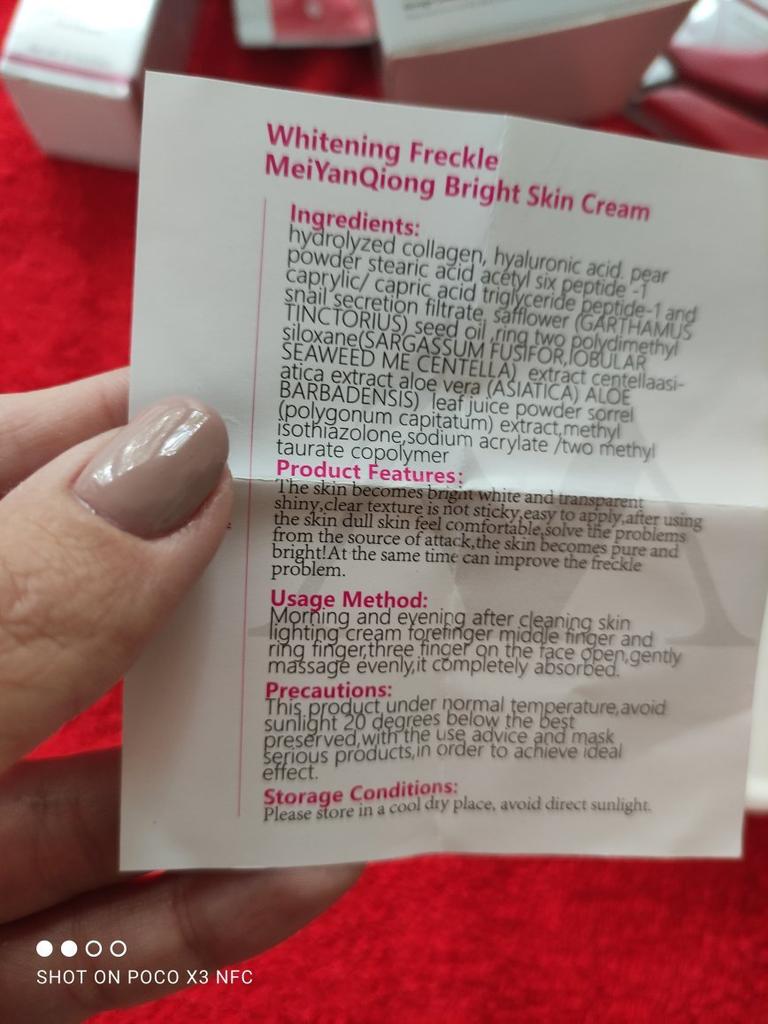 Whitening Freckle
MeiYanQiong Bright Skin Cream
Ingredients:
hydrolyzed collagen, hyaluronic acid. pear
powder stearic acid acetyl six peptide -1
caprylic/ capric acid triglyceride peptide-1 and
snail secretion filtrate, safflower (GARTHAMUS
TINCTORIUS) seed oil ,ring two polydimethyl
siloxane(SARGASSUM FUSIFOR,lOBULAR
SEAWEED ME CENTELLA) extract centellaasi-
atica extract aloe vera (ASIATICA) ALOE
BARBADENSIS) leaf juice powder sorrel
(polygonum capitatum) extract,methyl
isothiazolone,sodium acrylate /two methyl
taurate copolymer
Product Features:
The skin becomes bright white and transparent
shiny,clear texture is not sticky,easy to apply,after using
the skin dull skin feel comfortable,solve the problems
from the source of attack,the skin becomes pure and
bright!At the same time can improve the freckle
problem.
Usage Method:
Morning and evening after cleaning skin
lighting cream forefinger middle finger and
ring finger,three finger on the face open,gently
massage evenly,it completely absorbed.
Precautions:
This product under normal temperature,avoid
sunlight 20 degrees below the best
preserved,with the use advice and mask
serious products,in order to achieve ideal
effect.
Storage Conditions:
Please store in a cool dry place, avoid direct sunlight.
SHOT ON POCO X3 NFC